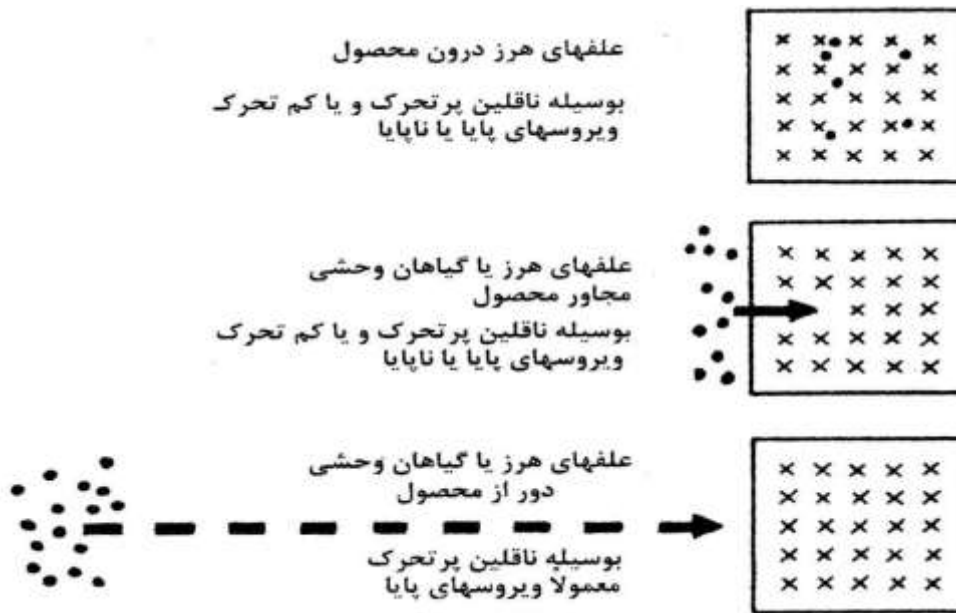 علفهای هرز درون محصول
بوسیله ناقلین پرتحرک و یا کم تحرک
ویروسهای پایا یا ناپایا
علفهای هرز یا گیاهان وحشی
مجاور محصول
بوسیله ناقلین پرتحرک و یا کم تحرک
ویروسهای پایا یا ناپایا
علفهای هرز یا گیاهان وحشی
دور از محصول
بوسیله ناقلین پرتحرک
معمولاً ویروسهای پایا